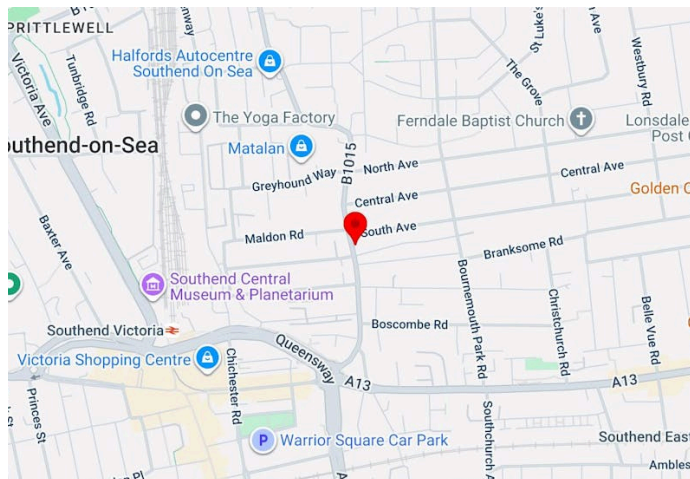 PRITTLEWELL
Victoria Ave
Tunbridge Rd
Halfords Autocentre
Southend On Sea
St Luke's
Ave
Westbury Rd
The Grove
The Yoga Factory
Ferndale Baptist Church
Lonsdale
Post
outhend-on-Sea
Matalan
B1015
North Ave
Greyhound Way
Central Ave
Central Ave
Golden
Baxter Ave
Maldon Rd
South Ave
Branksome Rd
Southend Central
Museum & Planetarium
Bournemouth Park Rd
Christchurch Rd
Belle Vue Rd
Southend Victoria
Boscombe Rd
Queensway
Victoria Shopping Centre
Chichester Rd
A13
A13
Princes St
Warrior Square Car Park
Southchurch A
Southend East
Ambles